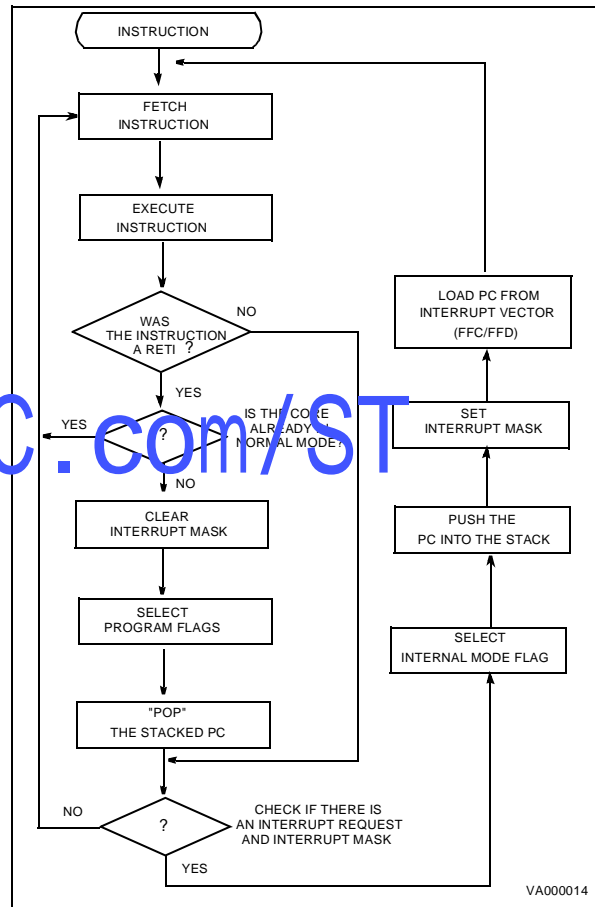 INSTRUCTION
FETCH
INSTRUCTION
EXECUTE
INSTRUCTION
WAS
THE INSTRUCTION
A RETI ?
NO
YES
?
IS THE CORE
ALREADY IN
NORMAL MODE?
YES
NO
CLEAR
INTERRUPT MASK
SELECT
PROGRAM FLAGS
"POP"
THE STACKED PC
?
CHECK IF THERE IS
AN INTERRUPT REQUEST
AND INTERRUPT MASK
NO
YES
SELECT
INTERNAL MODE FLAG
PUSH THE
PC INTO THE STACK
SET
INTERRUPT MASK
LOAD PC FROM
INTERRUPT VECTOR
(FFC/FFD)
C.com/ST
VA000014